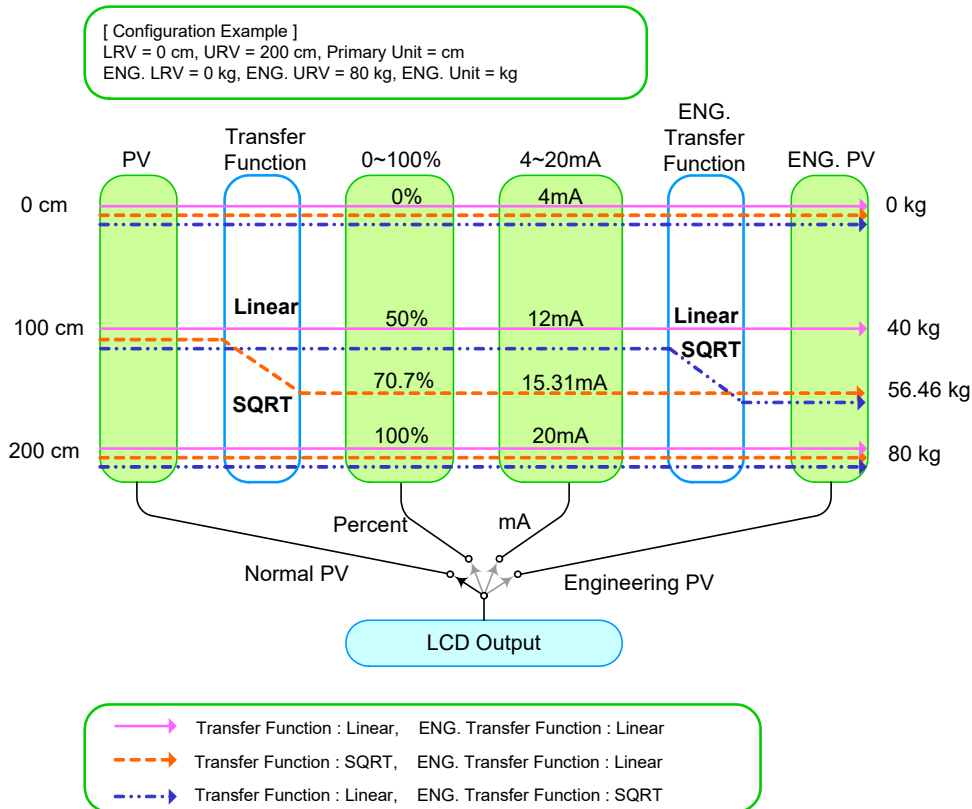 [ Configuration Example ]
LRV = 0 cm, URV = 200 cm, Primary Unit = cm
ENG. LRV = 0 kg, ENG. URV = 80 kg, ENG. Unit = kg
PV
Transfer
Function
0~100%
4~20mA
ENG.
Transfer
Function
ENG. PV
0 cm
0%
4mA
0 kg
Linear
Linear
100 cm
50%
12mA
40 kg
SQRT
70.7%
15.31mA
56.46 kg
SQRT
200 cm
100%
20mA
80 kg
Percent
mA
Normal PV
Engineering PV
LCD Output
Transfer Function : Linear, ENG. Transfer Function : Linear
Transfer Function : SQRT, ENG. Transfer Function : Linear
Transfer Function : Linear, ENG. Transfer Function : SQRT